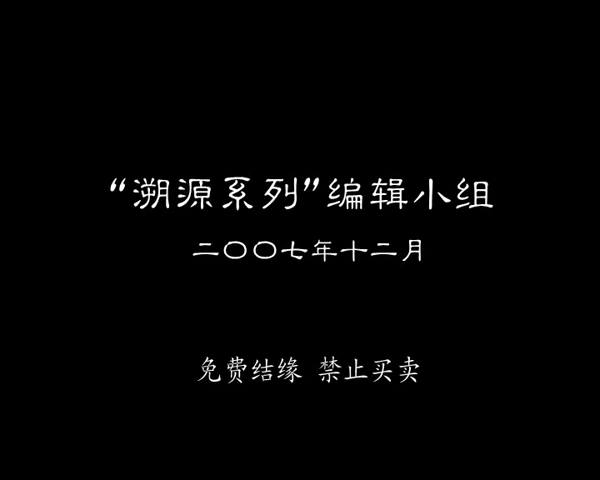 “溯源系列”编辑小组
二〇〇七年十二月
免费结缘 禁止买卖